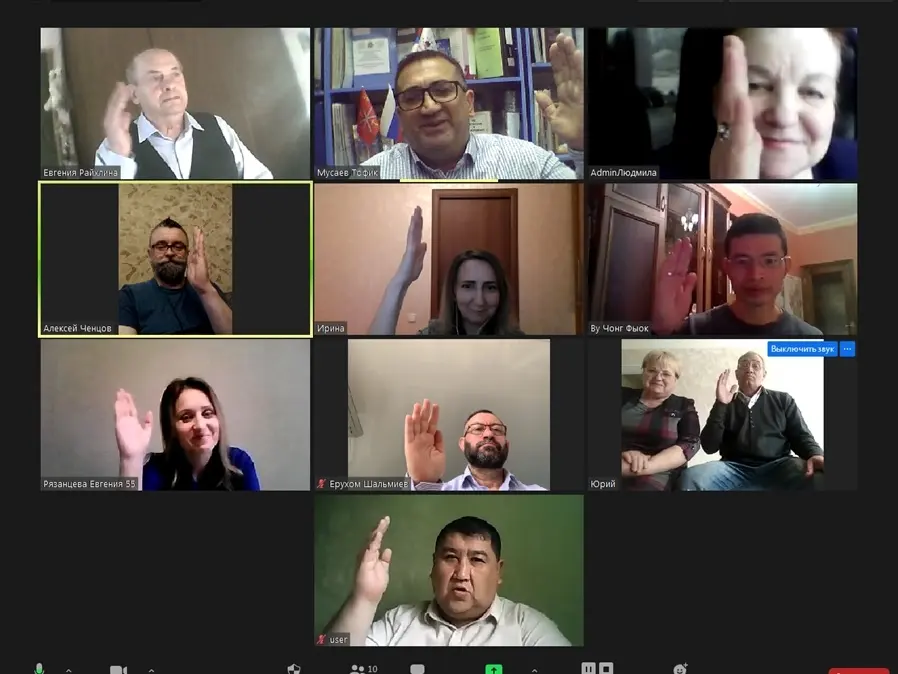 Евгения Райхлина
Мусаев Тофик
AdminЛюдмила
Алексей Ченцов
Ирина
Ву Чонг Фыок
Выключить звук ...
Рязанцева Евгения 55
Ерухом Шальмиев
Юрий
user
10